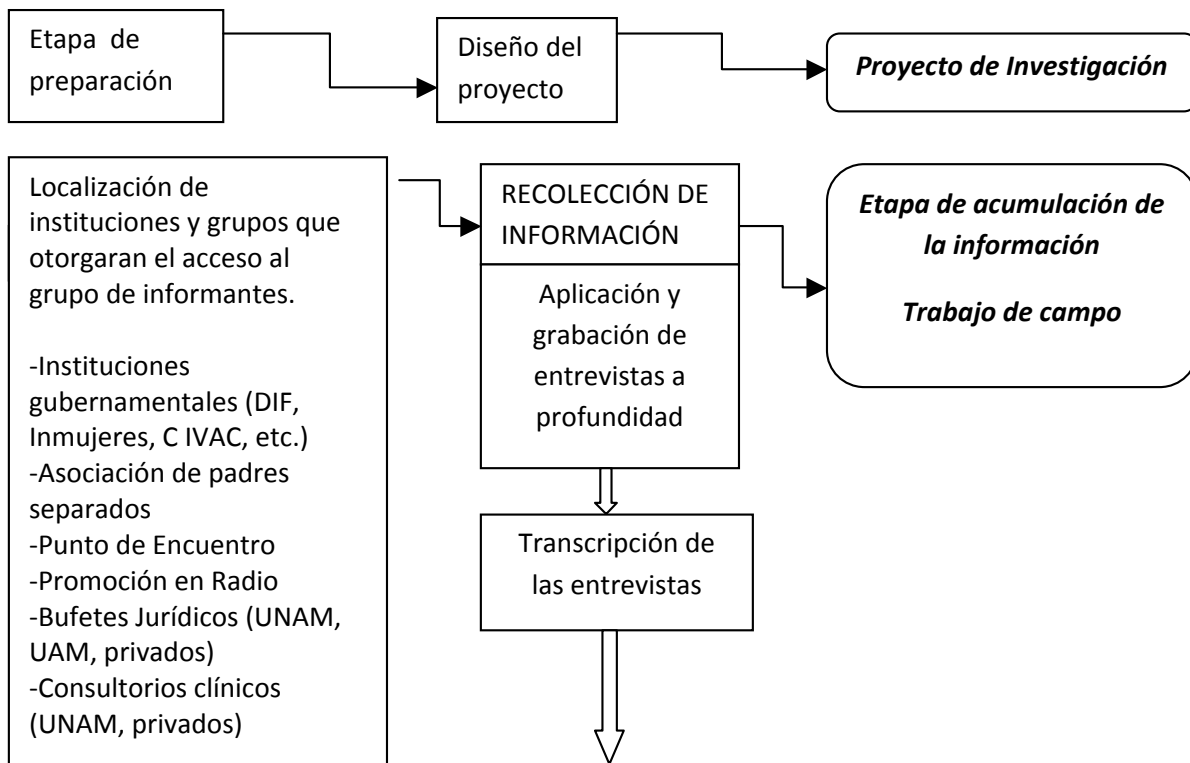 Etapa de
preparación
Diseño del
proyecto
Proyecto de Investigación
Localización de
instituciones y grupos que
otorgaran el acceso al
grupo de informantes.
-Instituciones
gubernamentales (DIF,
Inmujeres, C IVAC, etc.)
-Asociación de padres
separados
-Punto de Encuentro
-Promoción en Radio
-Bufetes Jurídicos (UNAM,
UAM, privados)
-Consultorios clínicos
(UNAM, privados)
RECOLECCIÓN DE
INFORMACIÓN
Aplicación y
grabación de
entrevistas a
profundidad
Transcripción de
las entrevistas
Etapa de acumulación de
la información
Trabajo de campo